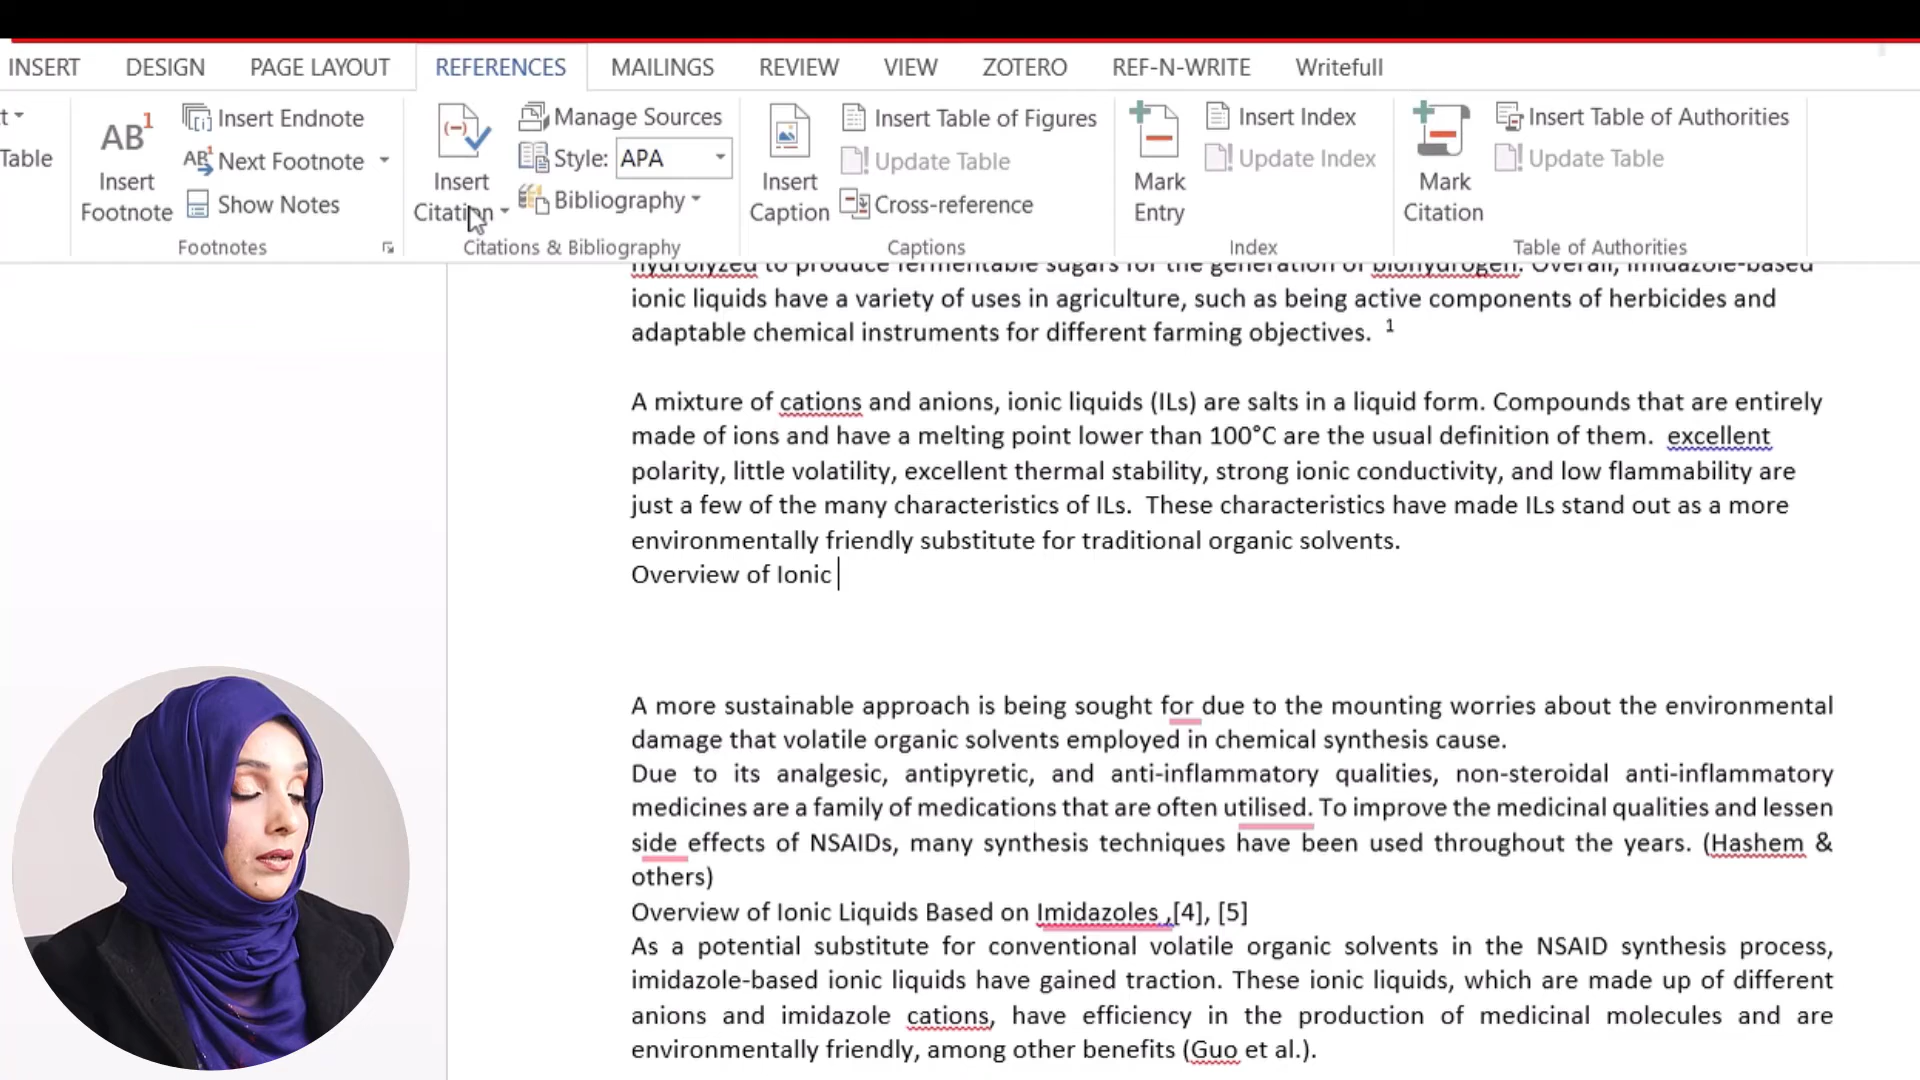 INSERT DESIGN PAGE LAYOUT REFERENCES MAILINGS REVIEW VIEW ZOTERO REF-N-WRITE Writefull
Table
AB1 Insert Footnote
Insert Endnote
Next Footnote
Show Notes
Footnotes
Insert Citation
Manage Sources
Style: APA
Bibliography
Citations & Bibliography
Insert Caption
Insert Table of Figures
Update Table
Cross-reference
Captions
Mark Entry
Insert Index
Update Index
Index
Mark Citation
Insert Table of Authorities
Update Table
Table of Authorities
hydrolyzed to produce fermentable sugars for the generation of biohydrogen. Overall, imidazole-based
ionic liquids have a variety of uses in agriculture, such as being active components of herbicides and
adaptable chemical instruments for different farming objectives. 1
A mixture of cations and anions, ionic liquids (ILs) are salts in a liquid form. Compounds that are entirely
made of ions and have a melting point lower than 100°C are the usual definition of them. excellent
polarity, little volatility, excellent thermal stability, strong ionic conductivity, and low flammability are
just a few of the many characteristics of ILs. These characteristics have made ILs stand out as a more
environmentally friendly substitute for traditional organic solvents.
Overview of Ionic
A more sustainable approach is being sought for due to the mounting worries about the environmental
damage that volatile organic solvents employed in chemical synthesis cause.
Due to its analgesic, antipyretic, and anti-inflammatory qualities, non-steroidal anti-inflammatory
medicines are a family of medications that are often utilised. To improve the medicinal qualities and lessen
side effects of NSAIDs, many synthesis techniques have been used throughout the years. (Hashem &
others)
Overview of Ionic Liquids Based on Imidazoles ,[4], [5]
As a potential substitute for conventional volatile organic solvents in the NSAID synthesis process,
imidazole-based ionic liquids have gained traction. These ionic liquids, which are made up of different
anions and imidazole cations, have efficiency in the production of medicinal molecules and are
environmentally friendly, among other benefits (Guo et al.).